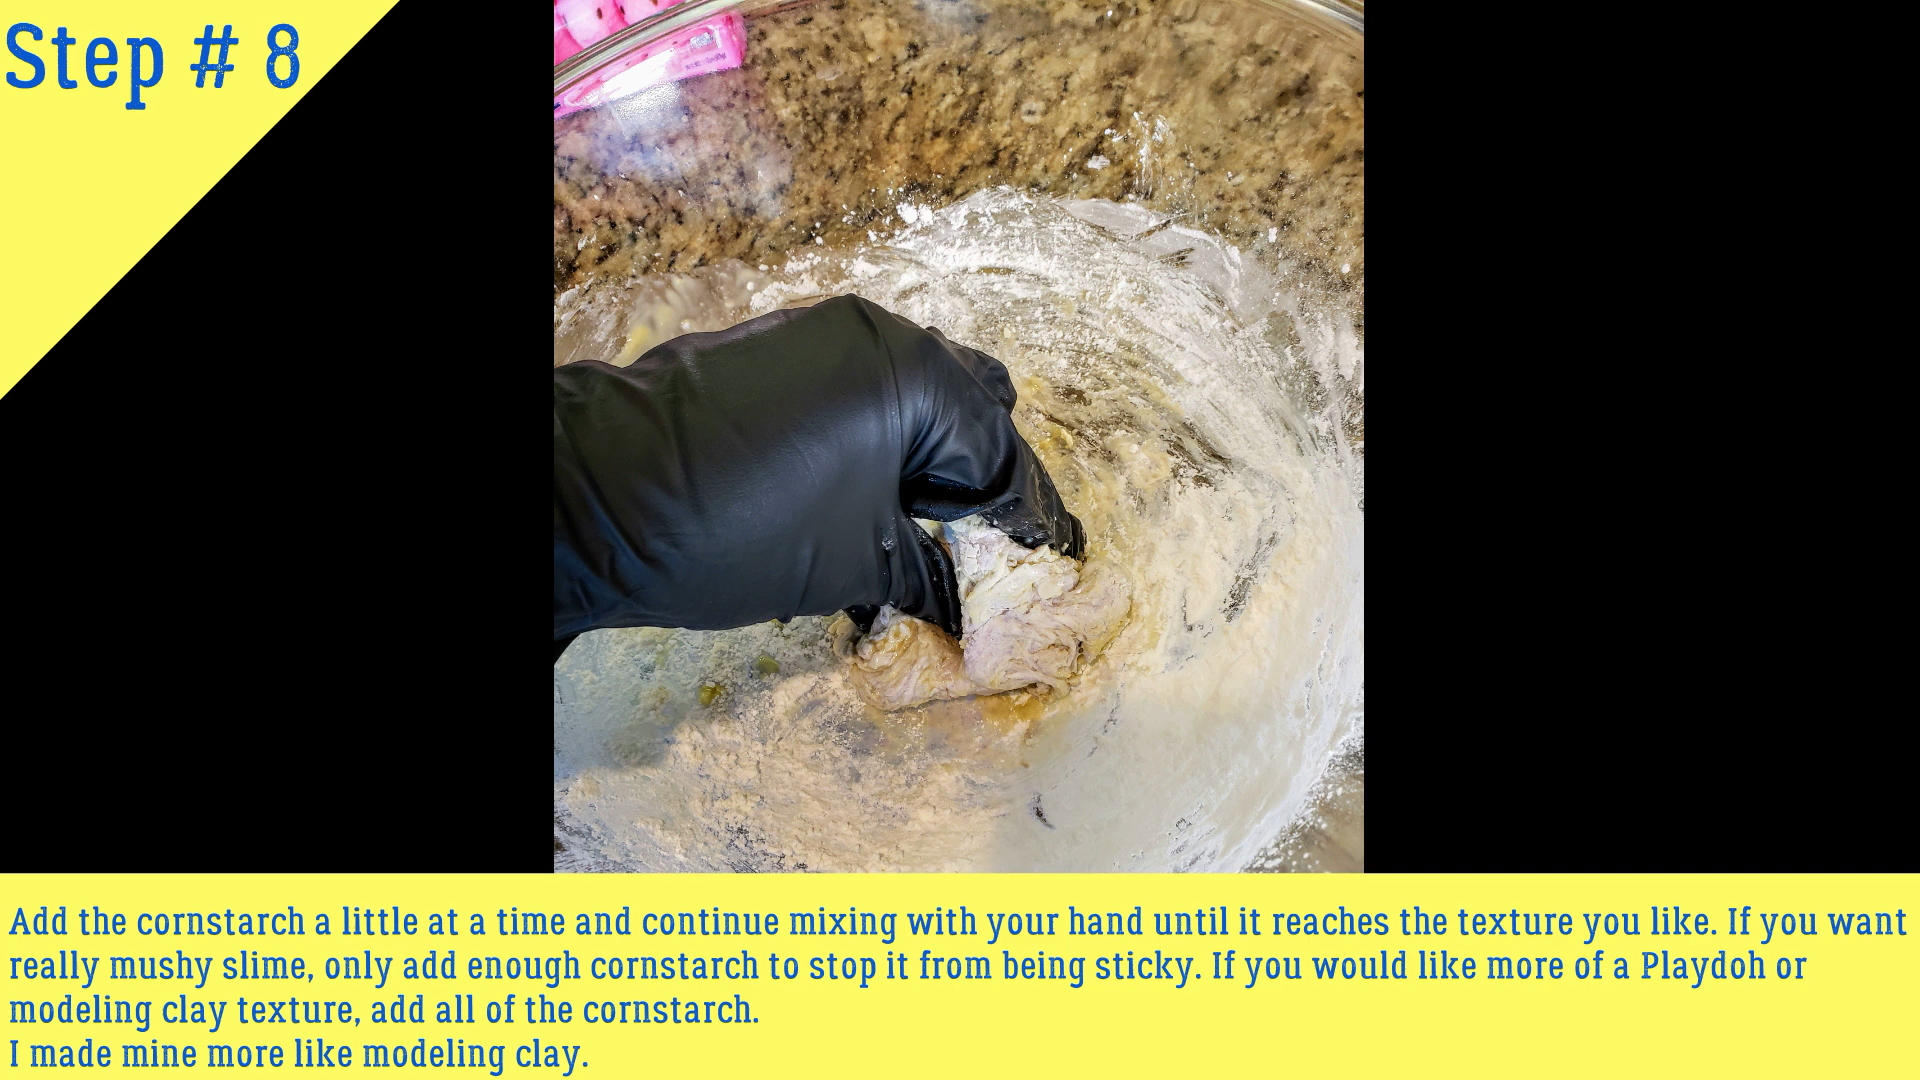 Step # 8
Add the cornstarch a little at a time and continue mixing with your hand until it reaches the texture you like. If you want
really mushy slime, only add enough cornstarch to stop it from being sticky. If you would like more of a Playdoh or
modeling clay texture, add all of the cornstarch.
I made mine more like modeling clay.